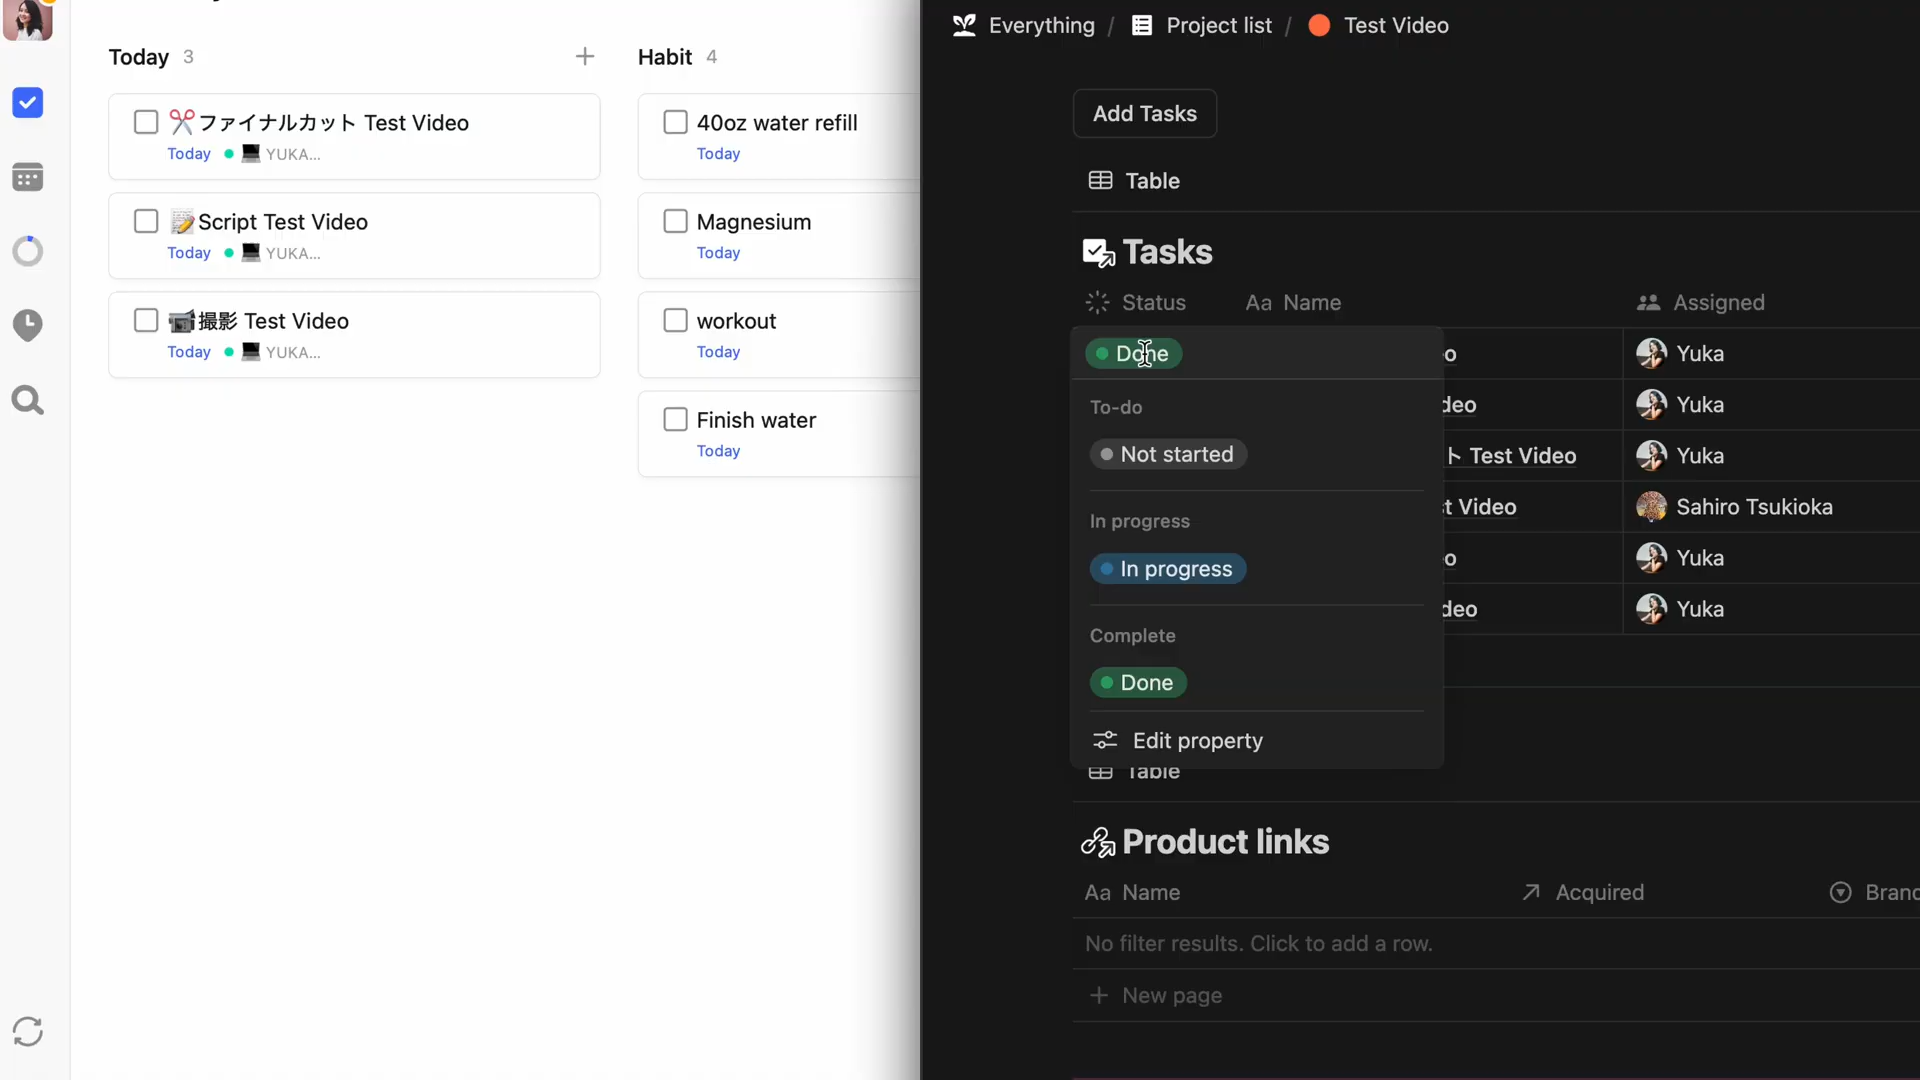 Today 3
✂️ファイナルカット Test Video
Today YUKA...
📝Script Test Video
Today YUKA...
📹撮影 Test Video
Today YUKA...
Habit 4
40oz water refill
Today
Magnesium
Today
workout
Today
Finish water
Today
Everything / Project list / Test Video
Add Tasks
Table
Tasks
Status Aa Name Assigned
Done
Yuka
To-do
Yuka
Not started
ト Test Video Yuka
In progress
Video Sahiro Tsukioka
In progress
Yuka
Complete
Yuka
Done
Edit property
Table
Product links
Aa Name Acquired
No filter results. Click to add a row.
New page